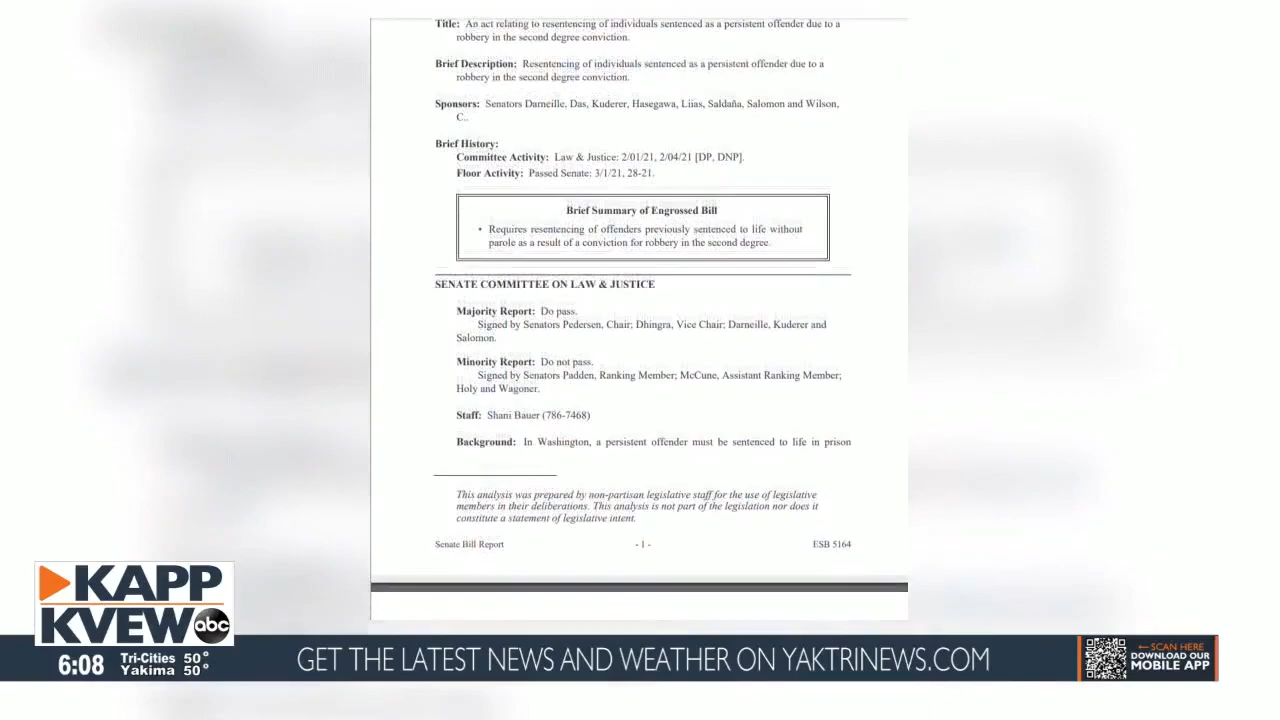 Title: An act relating to resentencing of individuals sentenced as a persistent offender due to a
robbery in the second degree conviction.
Brief Description: Resentencing of individuals sentenced as a persistent offender due to a
robbery in the second degree conviction.
Sponsors: Senators Darneille, Das, Kuderer, Hasegawa, Liias, Saldaña, Salomon and Wilson,
C..
Brief History:
Committee Activity: Law & Justice: 2/01/21, 2/04/21 [DP, DNP].
Floor Activity: Passed Senate: 3/1/21, 28-21.
Brief Summary of Engrossed Bill
• Requires resentencing of offenders previously sentenced to life without
parole as a result of a conviction for robbery in the second degree.
SENATE COMMITTEE ON LAW & JUSTICE
Majority Report: Do pass.
Signed by Senators Pedersen, Chair; Dhingra, Vice Chair; Darneille, Kuderer and
Salomon.
Minority Report: Do not pass.
Signed by Senators Padden, Ranking Member; McCune, Assistant Ranking Member;
Holy and Wagoner.
Staff: Shani Bauer (786-7468)
Background: In Washington, a persistent offender must be sentenced to life in prison
This analysis was prepared by non-partisan legislative staff for the use of legislative
members in their deliberations. This analysis is not part of the legislation nor does it
constitute a statement of legislative intent.
Senate Bill Report - 1 - ESB 5164
KAPP
KVEW abc
6:08 Tri-Cities 50°
Yakima 50°
GET THE LATEST NEWS AND WEATHER ON YAKTRINEWS.COM
SCAN HERE
DOWNLOAD OUR
MOBILE APP